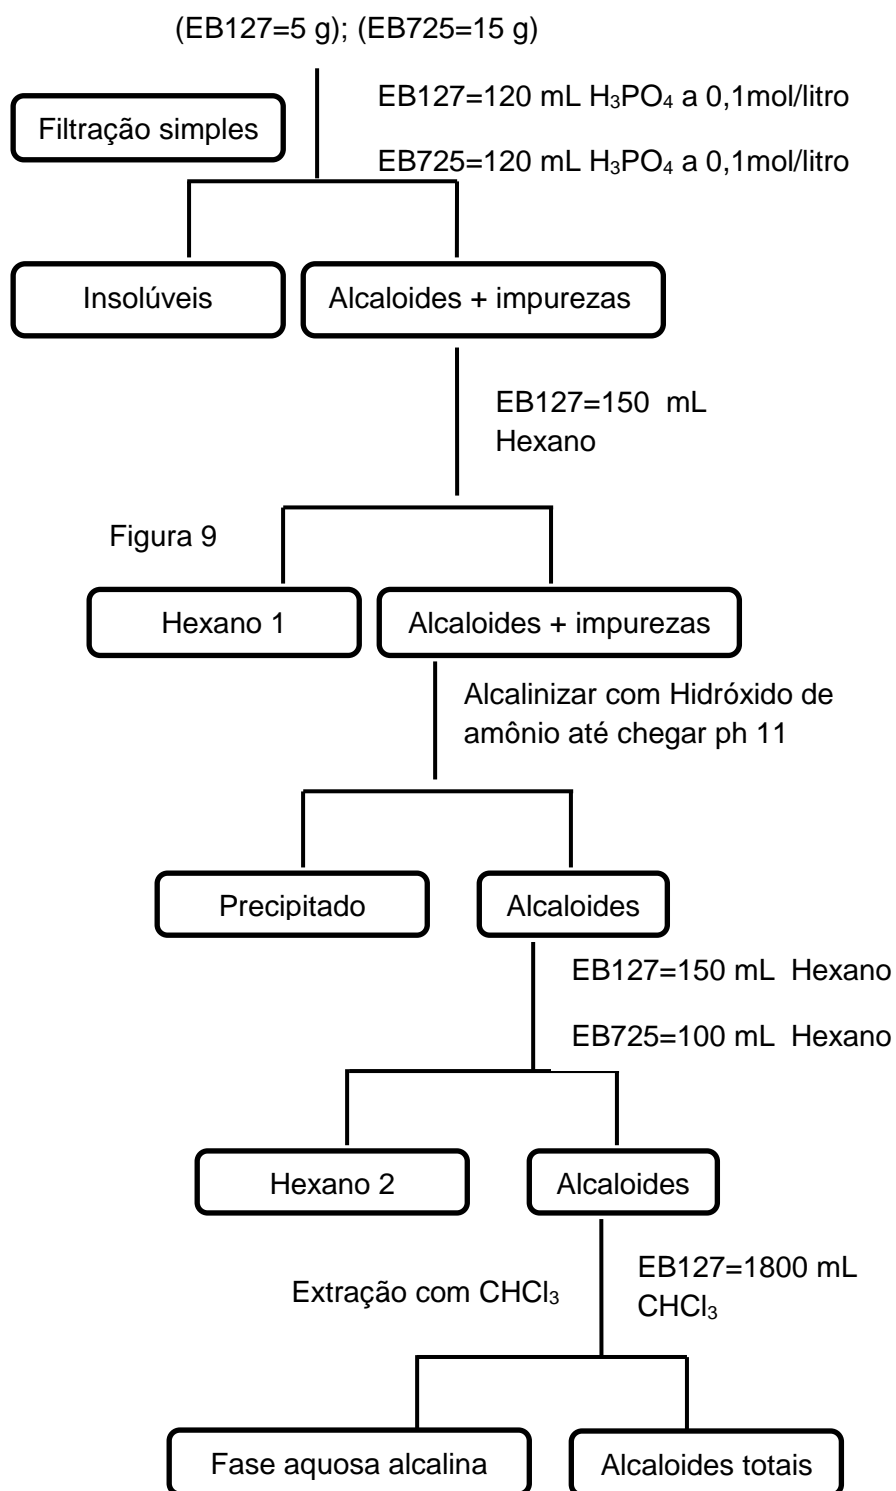 (EB127=5 g); (EB725=15 g)
EB127=120 mL H₃PO₄ a 0,1mol/litro
Filtração simples
EB725=120 mL H₃PO₄ a 0,1mol/litro
Insolúveis
Alcaloides + impurezas
EB127=150 mL
Hexano
Figura 9
Hexano 1
Alcaloides + impurezas
Alcalinizar com Hidróxido de
amônio até chegar ph 11
Precipitado
Alcaloides
EB127=150 mL Hexano
EB725=100 mL Hexano
Hexano 2
Alcaloides
Extração com CHCl₃
EB127=1800 mL
CHCl₃
Fase aquosa alcalina
Alcaloides totais